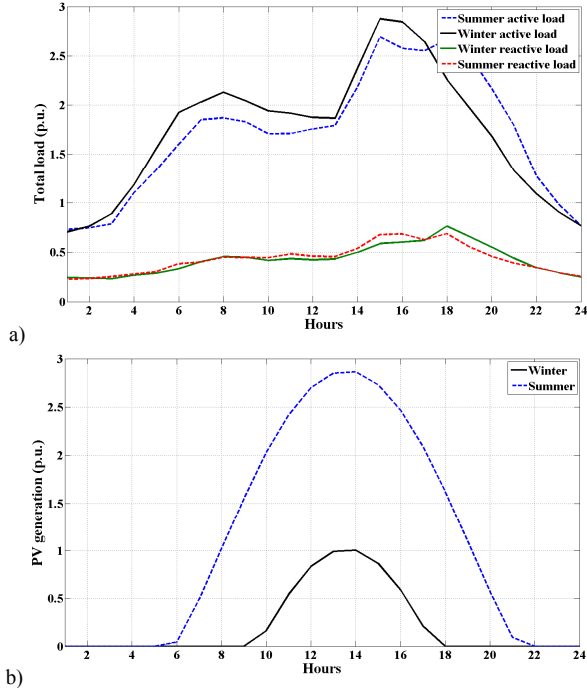 3
2.5
2
1.5
1
0.5
0
Total load (p.u.)
Summer active load
Winter active load
Winter reactive load
Summer reactive load
2 4 6 8 10 12 14 16 18 20 22 24
Hours
a)
3
2.5
2
1.5
1
0.5
0
PV generation (p.u.)
Winter
Summer
2 4 6 8 10 12 14 16 18 20 22 24
Hours
b)